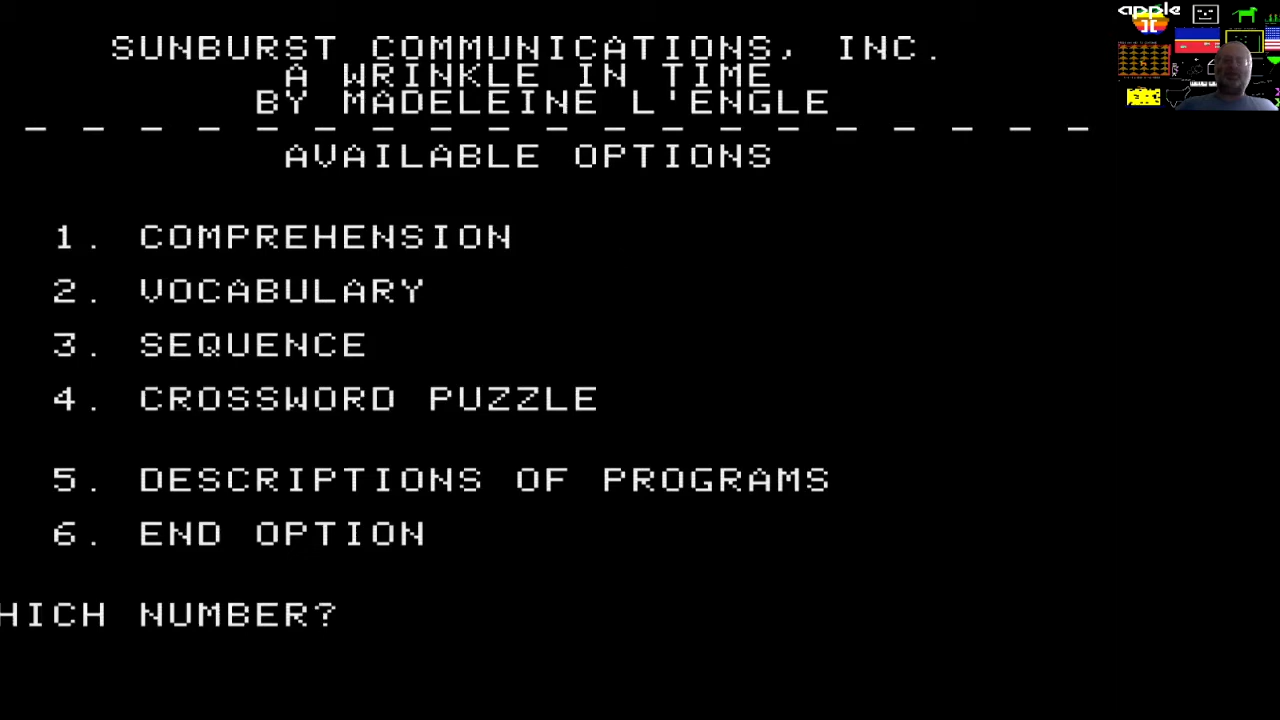 SUNBURST COMMUNICATIONS, INC.
A WRINKLE IN TIME
BY MADELEINE L'ENGLE
- - - - - - - - - - - - - - - - - - -
AVAILABLE OPTIONS
1. COMPREHENSION
2. VOCABULARY
3. SEQUENCE
4. CROSSWORD PUZZLE
5. DESCRIPTIONS OF PROGRAMS
6. END OPTION
HICH NUMBER?
apple
][